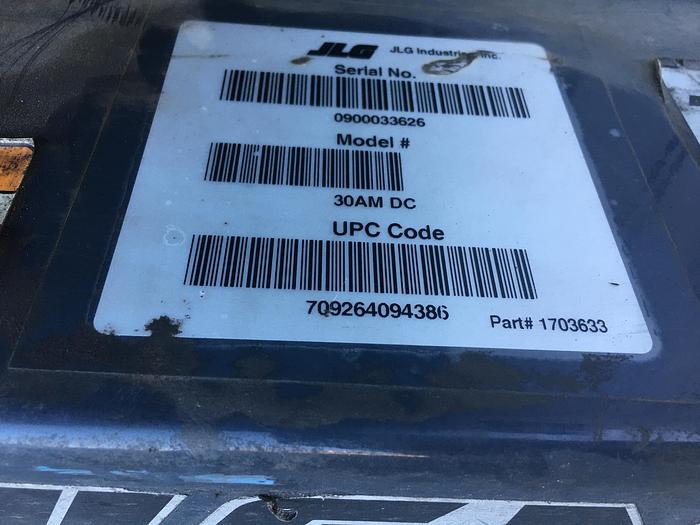 JLG JLG Industries, Inc.
Serial No.
0900033626
Model #
30AM DC
UPC Code
709264094386
Part# 1703633